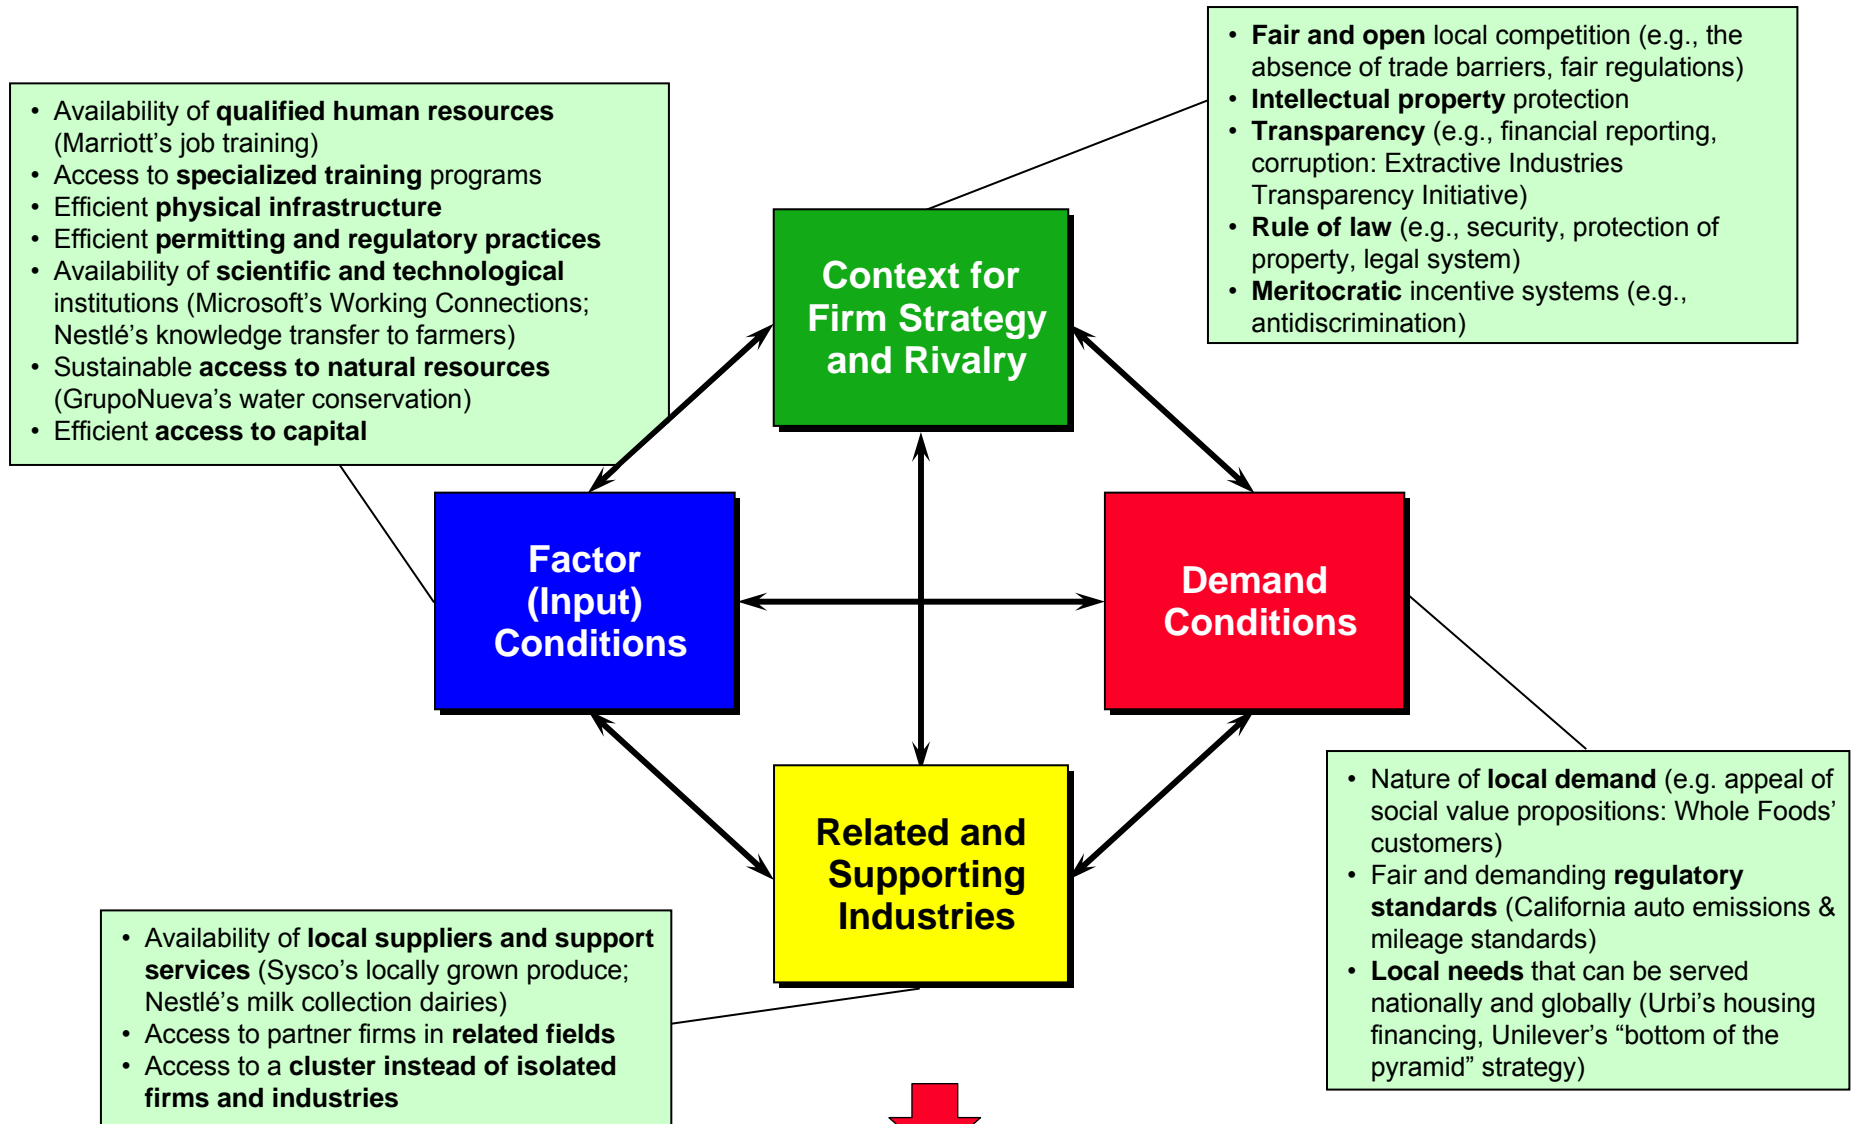 • Fair and open local competition (e.g., the
absence of trade barriers, fair regulations)
• Intellectual property protection
• Transparency (e.g., financial reporting,
corruption: Extractive Industries
Transparency Initiative)
• Rule of law (e.g., security, protection of
property, legal system)
• Meritocratic incentive systems (e.g.,
antidiscrimination)
• Availability of qualified human resources
(Marriott’s job training)
• Access to specialized training programs
• Efficient physical infrastructure
• Efficient permitting and regulatory practices
• Availability of scientific and technological
institutions (Microsoft’s Working Connections;
Nestlé’s knowledge transfer to farmers)
• Sustainable access to natural resources
(GrupoNueva’s water conservation)
• Efficient access to capital
Context for
Firm Strategy
and Rivalry
Factor
(Input)
Conditions
Demand
Conditions
Related and
Supporting
Industries
• Nature of local demand (e.g. appeal of
social value propositions: Whole Foods’
customers)
• Fair and demanding regulatory
standards (California auto emissions &
mileage standards)
• Local needs that can be served
nationally and globally (Urbi’s housing
financing, Unilever’s “bottom of the
pyramid” strategy)
• Availability of local suppliers and support
services (Sysco’s locally grown produce;
Nestlé’s milk collection dairies)
• Access to partner firms in related fields
• Access to a cluster instead of isolated
firms and industries